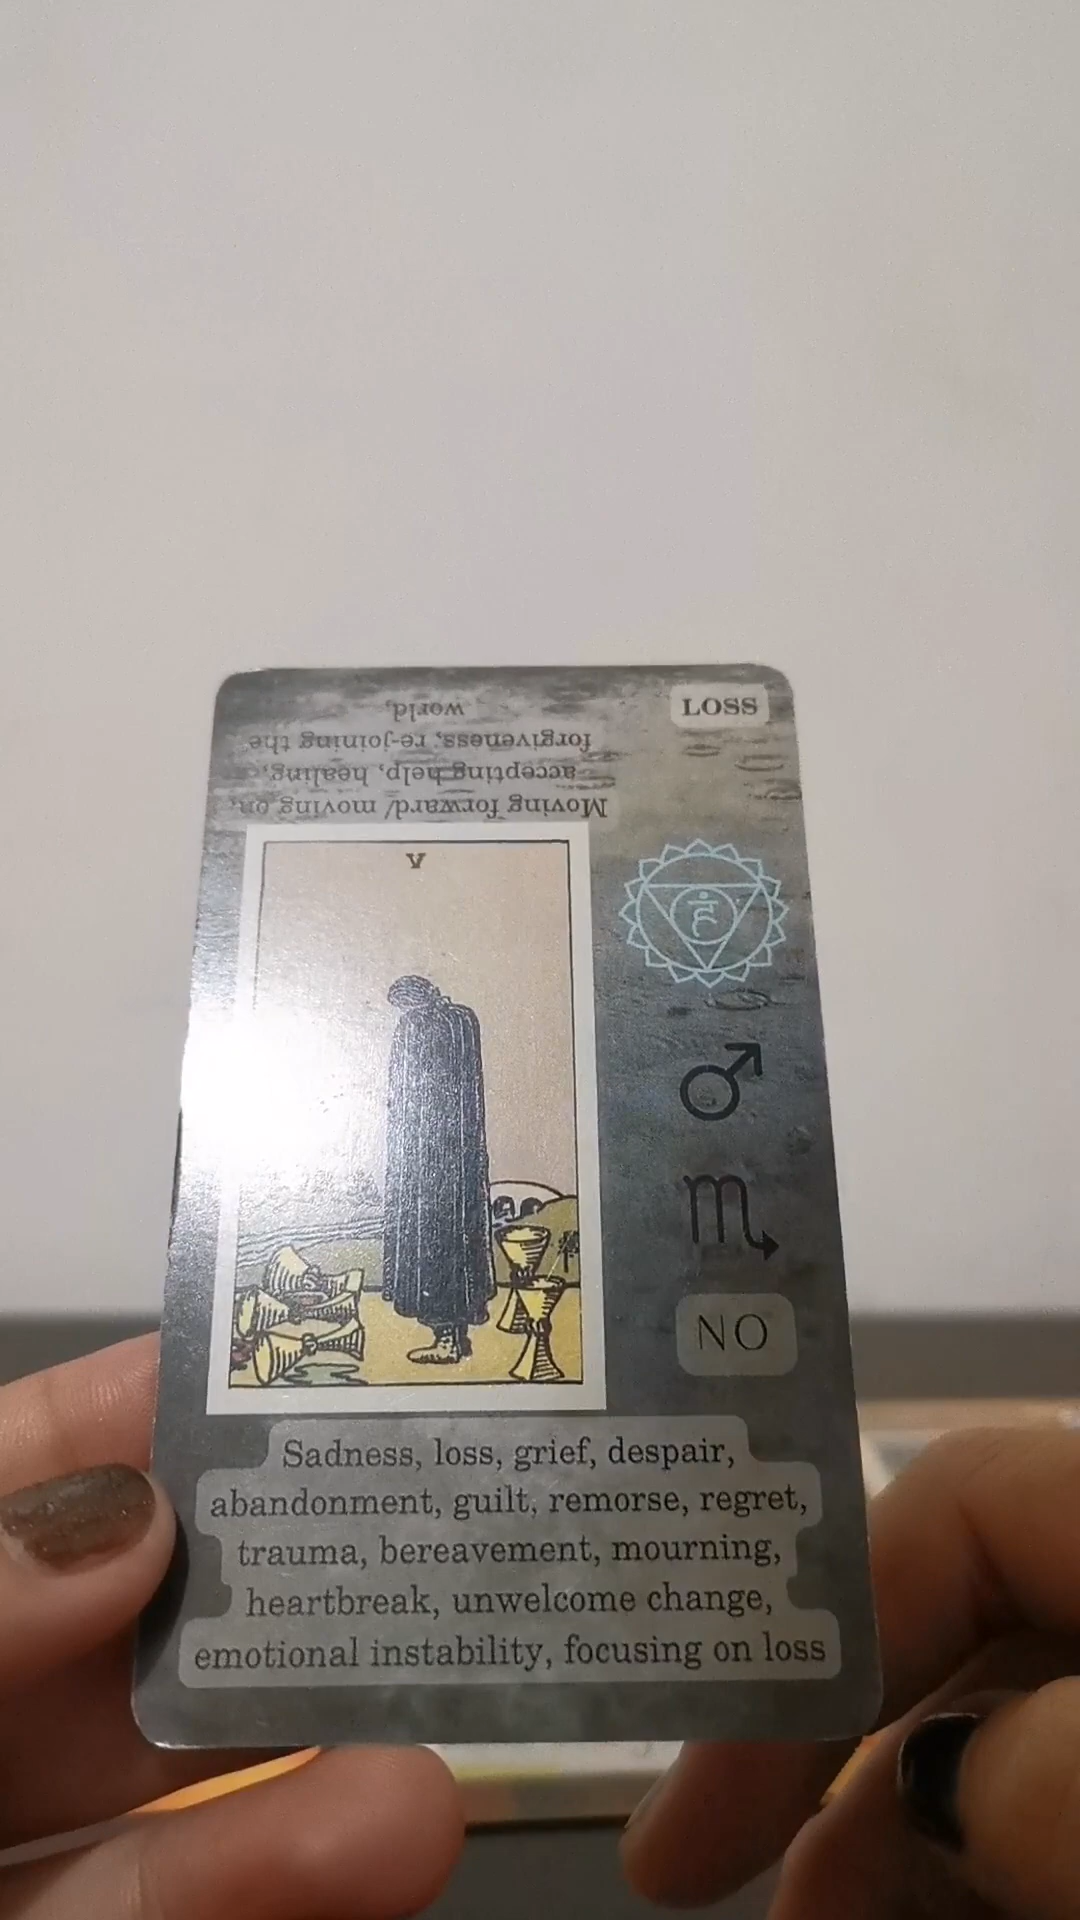 LOSS
Moving forward/ moving on,
accepting help, healing,
forgiveness, re-joining the
world,
V
हं
NO
Sadness, loss, grief, despair,
abandonment, guilt, remorse, regret,
trauma, bereavement, mourning,
heartbreak, unwelcome change,
emotional instability, focusing on loss